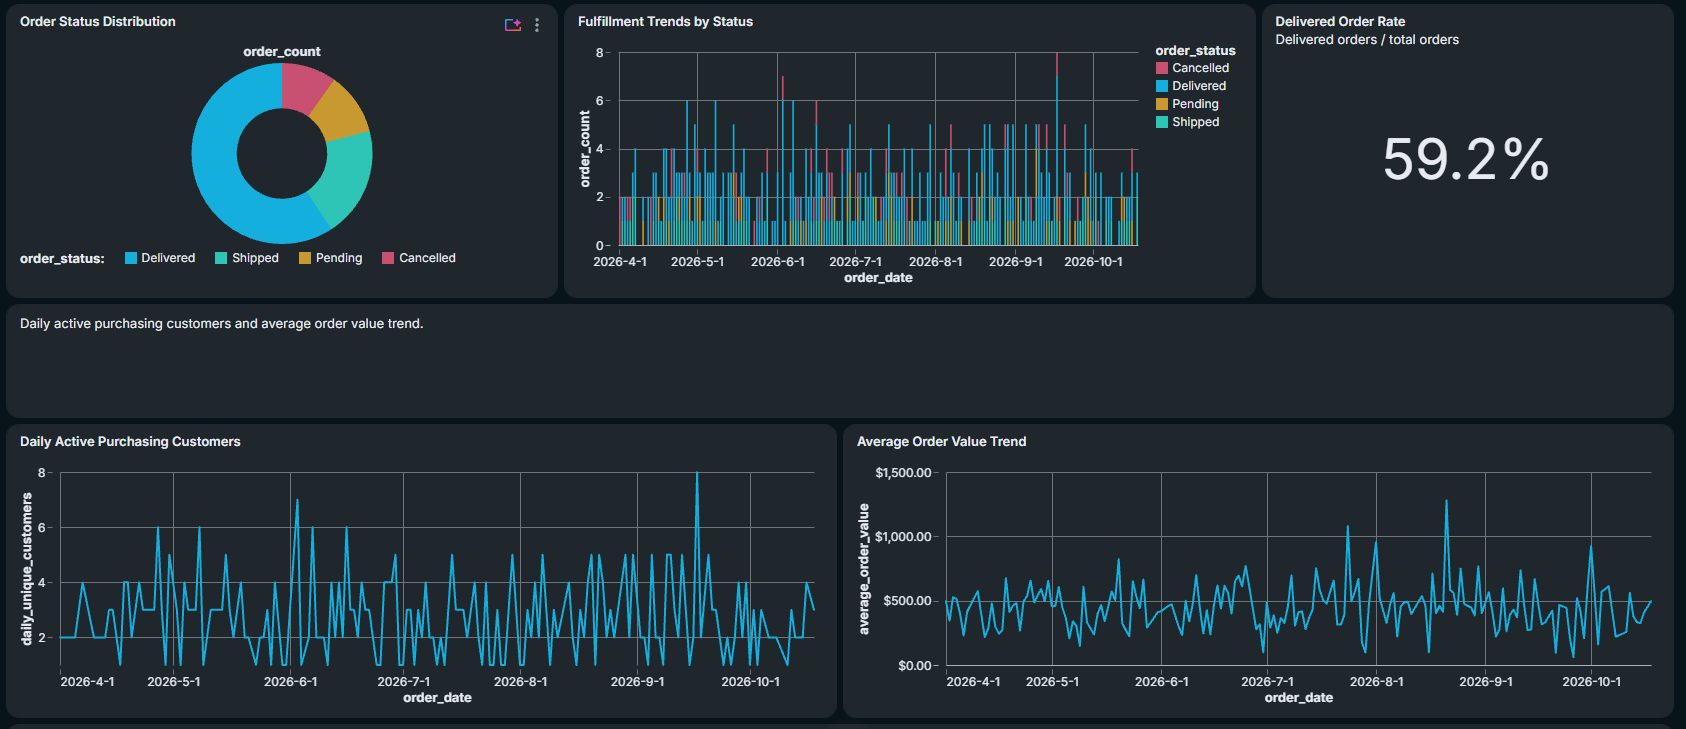 Order Status Distribution
order_count
order_status:
Delivered
Shipped
Pending
Cancelled
Fulfillment Trends by Status
8
6
4
2
0
order_count
2026-4-1
2026-5-1
2026-6-1
2026-7-1
2026-8-1
2026-9-1
2026-10-1
order_date
order_status
Cancelled
Delivered
Pending
Shipped
Delivered Order Rate
Delivered orders / total orders
59.2%
Daily active purchasing customers and average order value trend.
Daily Active Purchasing Customers
8
6
4
2
daily_unique_customers
2026-4-1
2026-5-1
2026-6-1
2026-7-1
2026-8-1
2026-9-1
2026-10-1
order_date
Average Order Value Trend
$1,500.00
$1,000.00
$500.00
$0.00
average_order_value
2026-4-1
2026-5-1
2026-6-1
2026-7-1
2026-8-1
2026-9-1
2026-10-1
order_date